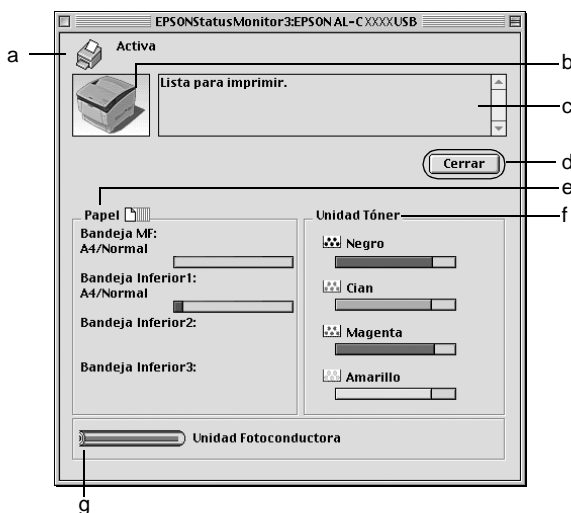 EPSONStatusMonitor3:EPSON AL-CXXXXUSB
a
Activa
b
Lista para imprimir.
c
Cerrar
d
e
Papel
Unidad Tóner
f
Bandeja MF:
A4/Normal
Bandeja Inferior1:
A4/Normal
Bandeja Inferior2:
Bandeja Inferior3:
Negro
Cian
Magenta
Amarillo
Unidad Fotoconductora
g